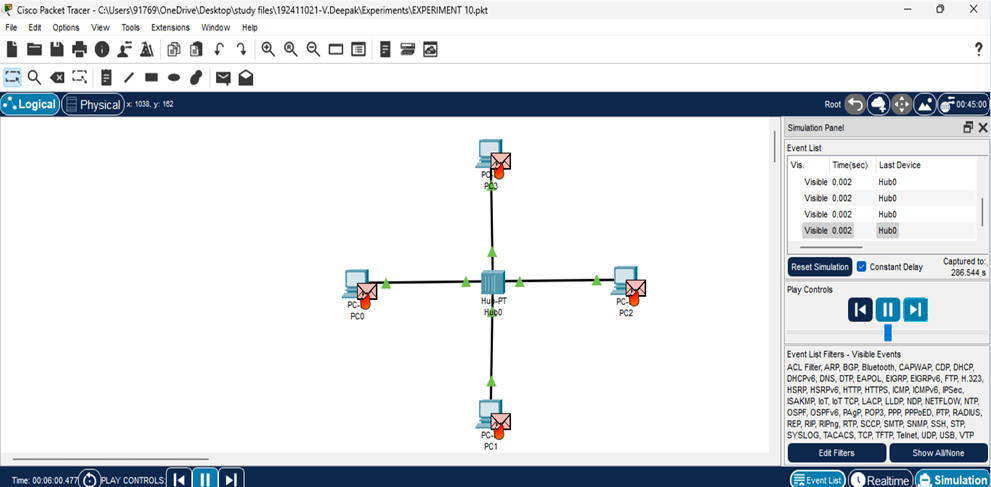 Cisco Packet Tracer - C:\Users\91769\OneDrive\Desktop\study files\192411021-V.Deepak\Experiments\EXPERIMENT 10.pkt
File Edit Options View Tools Extensions Window Help
?
Logical Physical x: 1038, y: 162 Root 00:45:00
Simulation Panel
Event List
Vis. Time(sec) Last Device
Visible 0.002 Hub0
Visible 0.002 Hub0
Visible 0.002 Hub0
Visible 0.002 Hub0
Reset Simulation Constant Delay Captured to:
286.544 s
Play Controls
PC-
PC3
PC-
PC0
Hub-PT
Hub0
PC-
PC2
PC-
PC1
Event List Filters - Visible Events
ACL Filter, ARP, BGP, Bluetooth, CAPWAP, CDP, DHCP,
DHCPv6, DNS, DTP, EAPOL, EIGRP, EIGRPv6, FTP, H.323,
HSRP, HSRPv6, HTTP, HTTPS, ICMP, ICMPv6, IPSec,
ISAKMP, IoT, IoT TCP, LACP, LLDP, NDP, NETFLOW, NTP,
OSPF, OSPFv6, PAgP, POP3, PPP, PPPoED, PTP, RADIUS,
REP, RIP, RIPng, RTP, SCCP, SMTP, SNMP, SSH, STP,
SYSLOG, TACACS, TCP, TFTP, Telnet, UDP, USB, VTP
Edit Filters Show All/None
Time: 00:06:00.477 PLAY CONTROLS: Event List Realtime Simulation